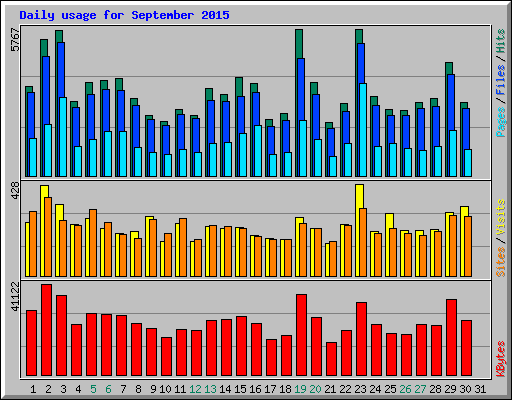 Daily usage for September 2015
5767
428
41122
Pages / Files / Hits
Sites / Visits
KBytes
1 2 3 4 5 6 7 8 9 10 11 12 13 14 15 16 17 18 19 20 21 22 23 24 25 26 27 28 29 30 31